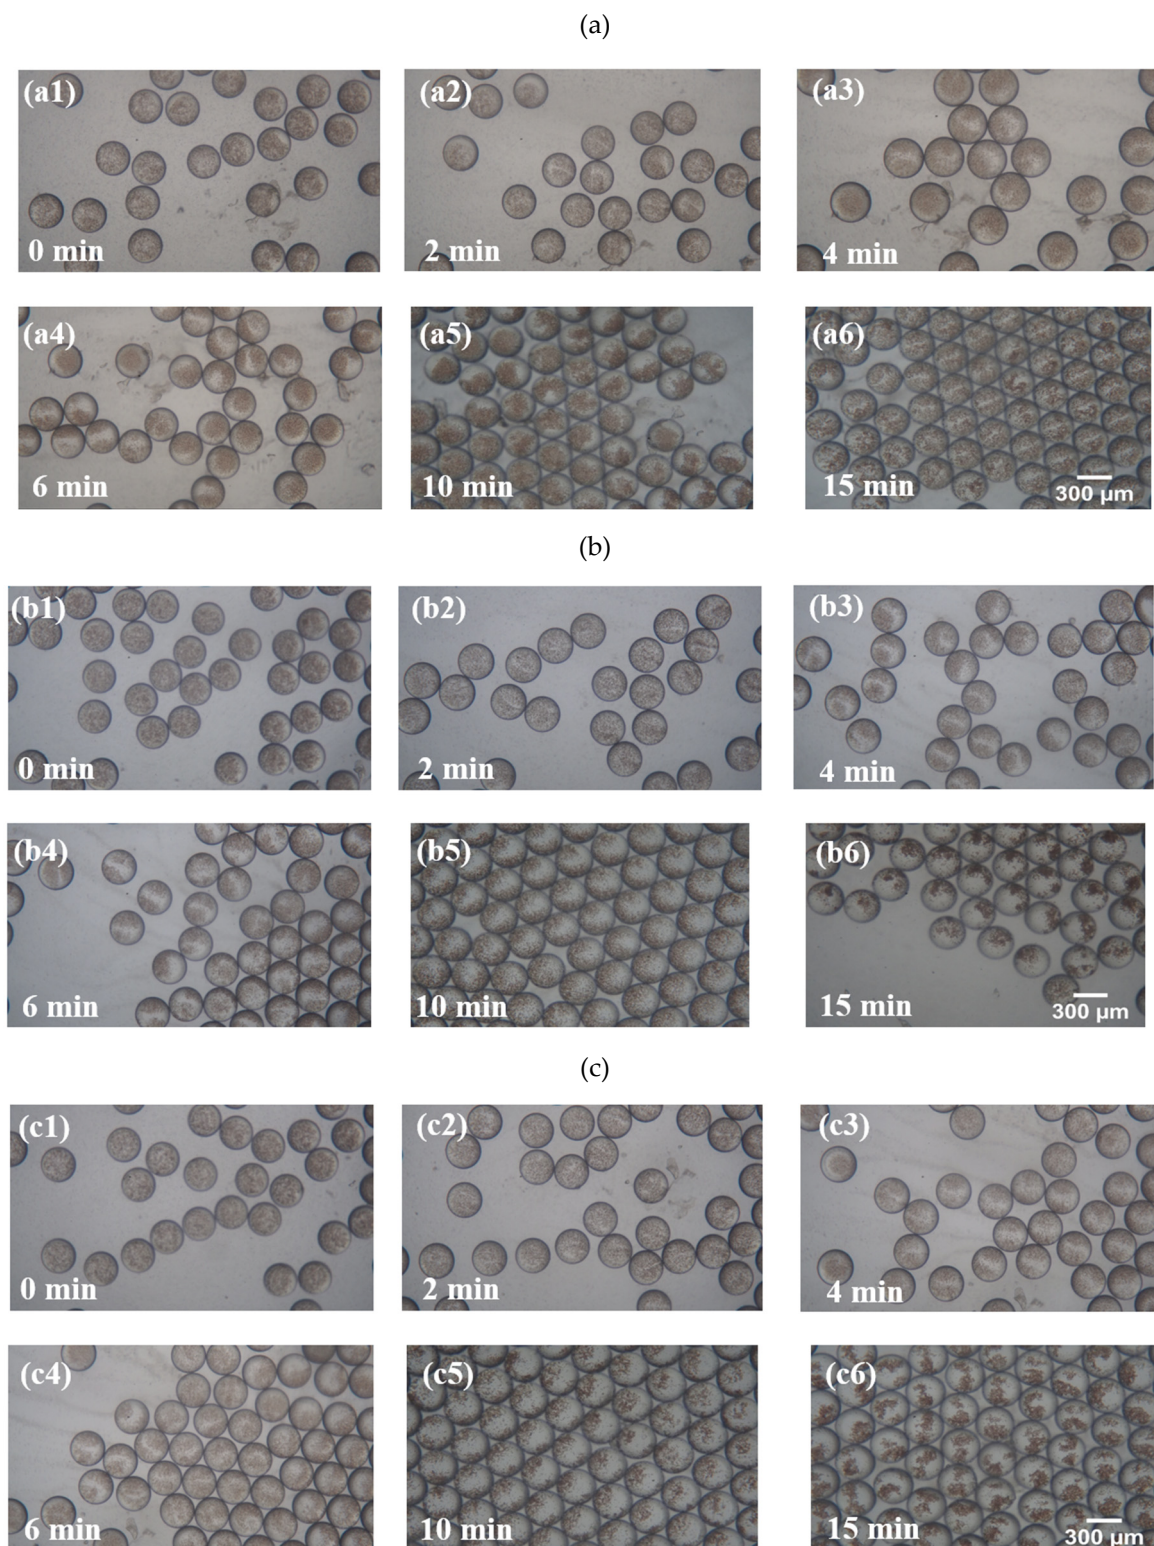 (a)
(a1)
(a2)
(a3)
0 min
2 min
4 min
(a4)
(a5)
(a6)
6 min
10 min
15 min
300 µm
(b)
(b1)
(b2)
(b3)
0 min
2 min
4 min
(b4)
(b5)
(b6)
6 min
10 min
15 min
300 µm
(c)
(c1)
(c2)
(c3)
0 min
2 min
4 min
(c4)
(c5)
(c6)
6 min
10 min
15 min
300 µm